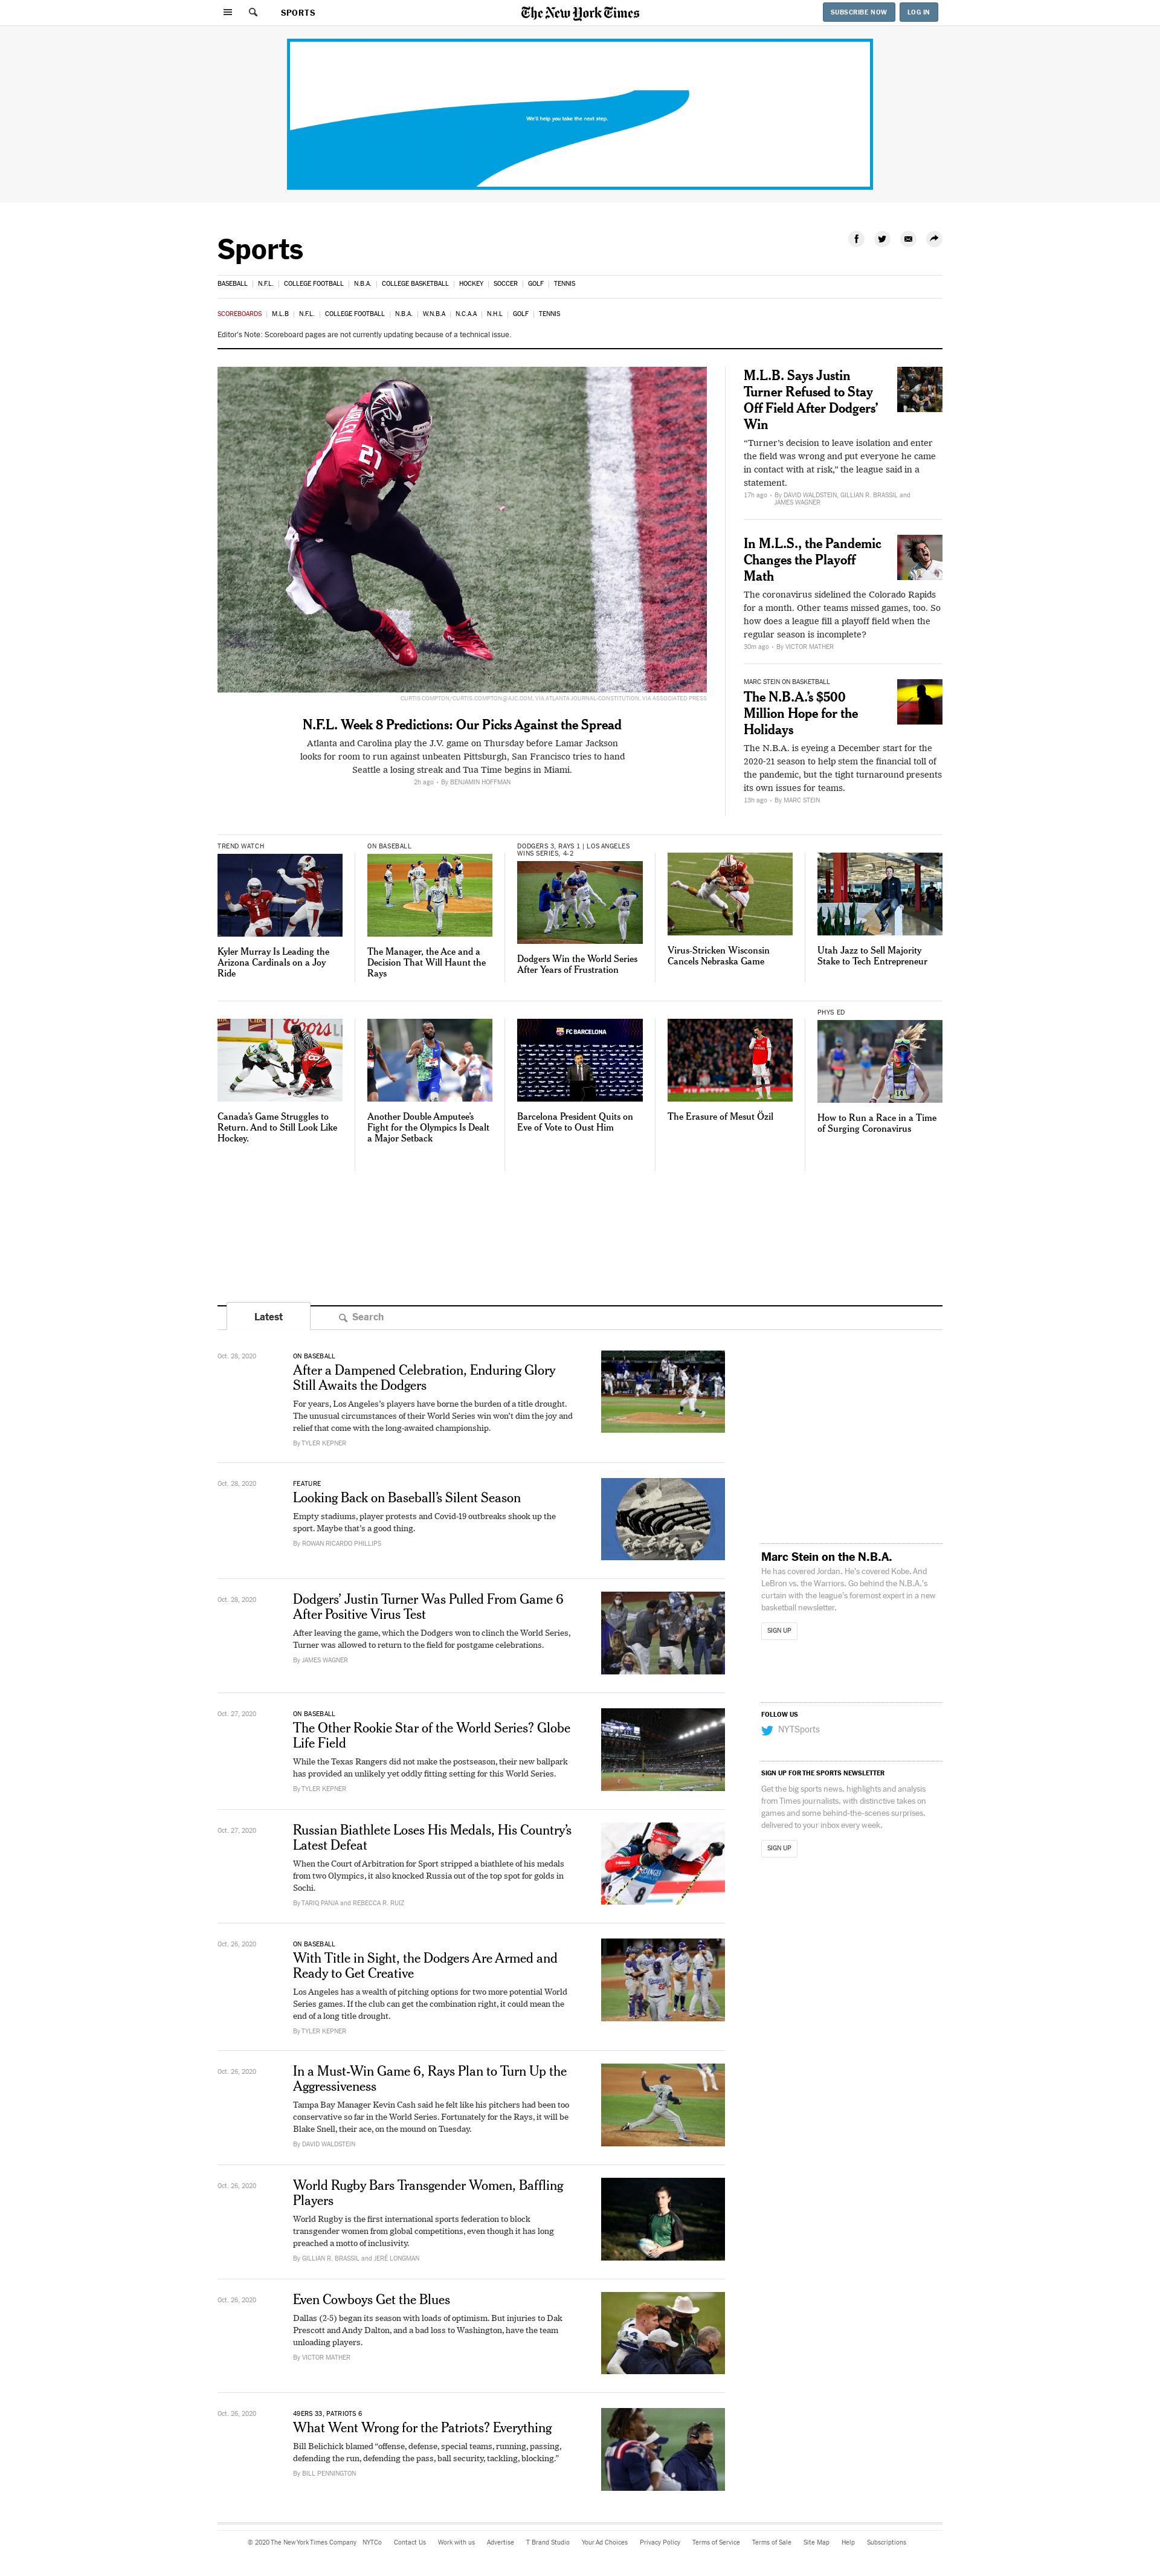 SPORTS
The New York Times
SUBSCRIBE NOW
LOG IN
We'll help you take the next step.
Sports
BASEBALL | N.F.L. | COLLEGE FOOTBALL | N.B.A. | COLLEGE BASKETBALL | HOCKEY | SOCCER | GOLF | TENNIS
SCOREBOARDS | M.L.B | N.F.L. | COLLEGE FOOTBALL | N.B.A. | W.N.B.A | N.C.A.A | N.H.L | GOLF | TENNIS
Editor's Note: Scoreboard pages are not currently updating because of a technical issue.
CURTIS COMPTON/CURTIS.COMPTON@AJC.COM, VIA ATLANTA JOURNAL-CONSTITUTION, VIA ASSOCIATED PRESS
N.F.L. Week 8 Predictions: Our Picks Against the Spread
Atlanta and Carolina play the J.V. game on Thursday before Lamar Jackson
looks for room to run against unbeaten Pittsburgh, San Francisco tries to hand
Seattle a losing streak and Tua Time begins in Miami.
2h ago - By BENJAMIN HOFFMAN
M.L.B. Says Justin
Turner Refused to Stay
Off Field After Dodgers'
Win
“Turner's decision to leave isolation and enter
the field was wrong and put everyone he came
in contact with at risk,” the league said in a
statement.
17h ago - By DAVID WALDSTEIN, GILLIAN R. BRASSIL and
JAMES WAGNER
In M.L.S., the Pandemic
Changes the Playoff
Math
The coronavirus sidelined the Colorado Rapids
for a month. Other teams missed games, too. So
how does a league fill a playoff field when the
regular season is incomplete?
30m ago - By VICTOR MATHER
MARC STEIN ON BASKETBALL
The N.B.A.'s $500
Million Hope for the
Holidays
The N.B.A. is eyeing a December start for the
2020-21 season to help stem the financial toll of
the pandemic, but the tight turnaround presents
its own issues for teams.
13h ago - By MARC STEIN
TREND WATCH
Kyler Murray Is Leading the
Arizona Cardinals on a Joy
Ride
ON BASEBALL
The Manager, the Ace and a
Decision That Will Haunt the
Rays
DODGERS 3, RAYS 1 | LOS ANGELES
WINS SERIES, 4-2
Dodgers Win the World Series
After Years of Frustration
Virus-Stricken Wisconsin
Cancels Nebraska Game
Utah Jazz to Sell Majority
Stake to Tech Entrepreneur
Coors
Canada's Game Struggles to
Return. And to Still Look Like
Hockey.
Another Double Amputee's
Fight for the Olympics Is Dealt
a Major Setback
FC BARCELONA
Barcelona President Quits on
Eve of Vote to Oust Him
The Erasure of Mesut Özil
PHYS ED
How to Run a Race in a Time
of Surging Coronavirus
Latest
Search
Oct. 28, 2020
ON BASEBALL
After a Dampened Celebration, Enduring Glory
Still Awaits the Dodgers
For years, Los Angeles's players have borne the burden of a title drought.
The unusual circumstances of their World Series win won't dim the joy and
relief that come with the long-awaited championship.
By TYLER KEPNER
Oct. 28, 2020
FEATURE
Looking Back on Baseball's Silent Season
Empty stadiums, player protests and Covid-19 outbreaks shook up the
sport. Maybe that's a good thing.
By ROWAN RICARDO PHILLIPS
Oct. 28, 2020
Dodgers' Justin Turner Was Pulled From Game 6
After Positive Virus Test
After leaving the game, which the Dodgers won to clinch the World Series,
Turner was allowed to return to the field for postgame celebrations.
By JAMES WAGNER
Oct. 27, 2020
ON BASEBALL
The Other Rookie Star of the World Series? Globe
Life Field
While the Texas Rangers did not make the postseason, their new ballpark
has provided an unlikely yet oddly fitting setting for this World Series.
By TYLER KEPNER
Oct. 27, 2020
Russian Biathlete Loses His Medals, His Country's
Latest Defeat
When the Court of Arbitration for Sport stripped a biathlete of his medals
from two Olympics, it also knocked Russia out of the top spot for golds in
Sochi.
By TARIQ PANJA and REBECCA R. RUIZ
Oct. 26, 2020
ON BASEBALL
With Title in Sight, the Dodgers Are Armed and
Ready to Get Creative
Los Angeles has a wealth of pitching options for two more potential World
Series games. If the club can get the combination right, it could mean the
end of a long title drought.
By TYLER KEPNER
Oct. 26, 2020
In a Must-Win Game 6, Rays Plan to Turn Up the
Aggressiveness
Tampa Bay Manager Kevin Cash said he felt like his pitchers had been too
conservative so far in the World Series. Fortunately for the Rays, it will be
Blake Snell, their ace, on the mound on Tuesday.
By DAVID WALDSTEIN
Oct. 26, 2020
World Rugby Bars Transgender Women, Baffling
Players
World Rugby is the first international sports federation to block
transgender women from global competitions, even though it has long
preached a motto of inclusivity.
By GILLIAN R. BRASSIL and JERÉ LONGMAN
Oct. 26, 2020
Even Cowboys Get the Blues
Dallas (2-5) began its season with loads of optimism. But injuries to Dak
Prescott and Andy Dalton, and a bad loss to Washington, have the team
unloading players.
By VICTOR MATHER
Oct. 26, 2020
49ERS 33, PATRIOTS 6
What Went Wrong for the Patriots? Everything
Bill Belichick blamed “offense, defense, special teams, running, passing,
defending the run, defending the pass, ball security, tackling, blocking.”
By BILL PENNINGTON
Marc Stein on the N.B.A.
He has covered Jordan. He's covered Kobe. And
LeBron vs. the Warriors. Go behind the N.B.A.'s
curtain with the league's foremost expert in a new
basketball newsletter.
SIGN UP
FOLLOW US
NYTSports
SIGN UP FOR THE SPORTS NEWSLETTER
Get the big sports news, highlights and analysis
from Times journalists, with distinctive takes on
games and some behind-the-scenes surprises,
delivered to your inbox every week.
SIGN UP
© 2020 The New York Times Company NYTCo Contact Us Work with us Advertise T Brand Studio Your Ad Choices Privacy Policy Terms of Service Terms of Sale Site Map Help Subscriptions